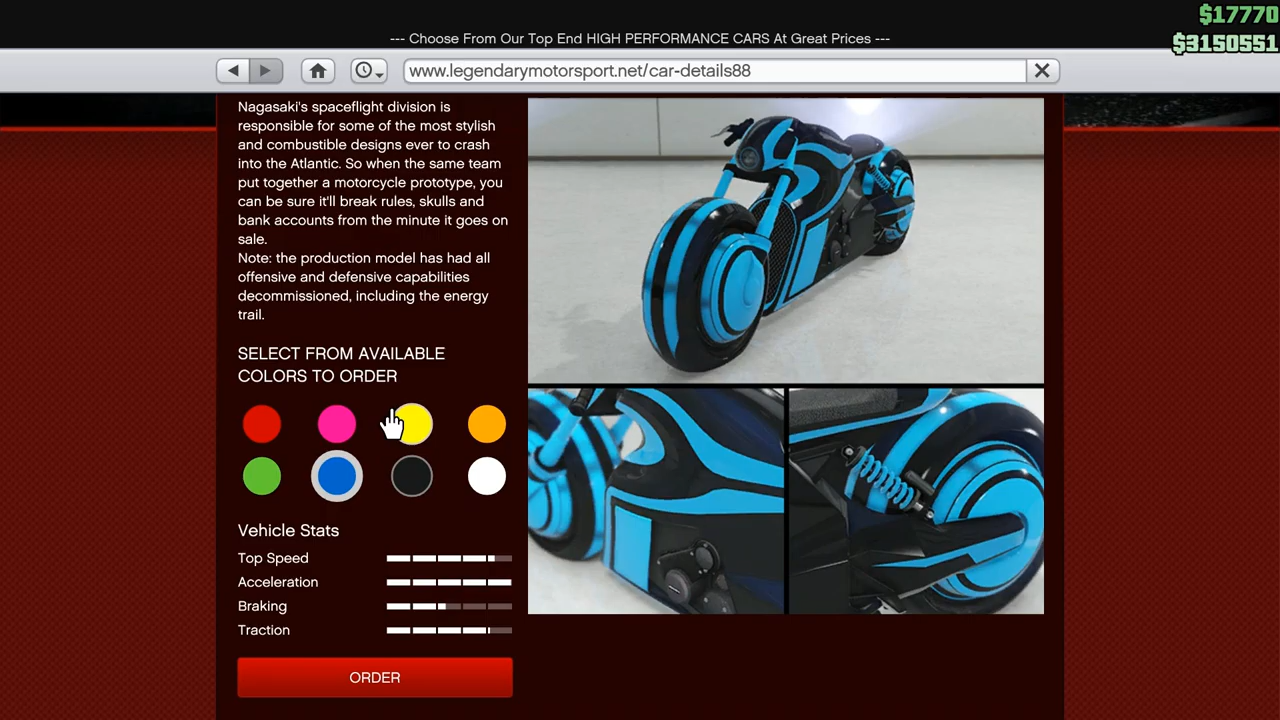 $17770
--- Choose From Our Top End HIGH PERFORMANCE CARS At Great Prices ---
$3150551
www.legendarymotorsport.net/car-details88
Nagasaki's spaceflight division is
responsible for some of the most stylish
and combustible designs ever to crash
into the Atlantic. So when the same team
put together a motorcycle prototype, you
can be sure it'll break rules, skulls and
bank accounts from the minute it goes on
sale.
Note: the production model has had all
offensive and defensive capabilities
decommissioned, including the energy
trail.
SELECT FROM AVAILABLE
COLORS TO ORDER
Vehicle Stats
Top Speed
Acceleration
Braking
Traction
ORDER